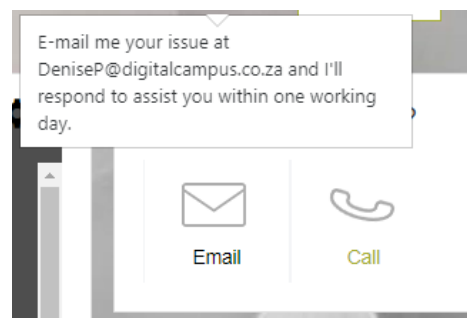 E-mail me your issue at
DeniseP@digitalcampus.co.za and I'll
respond to assist you within one working
day.
Email
Call